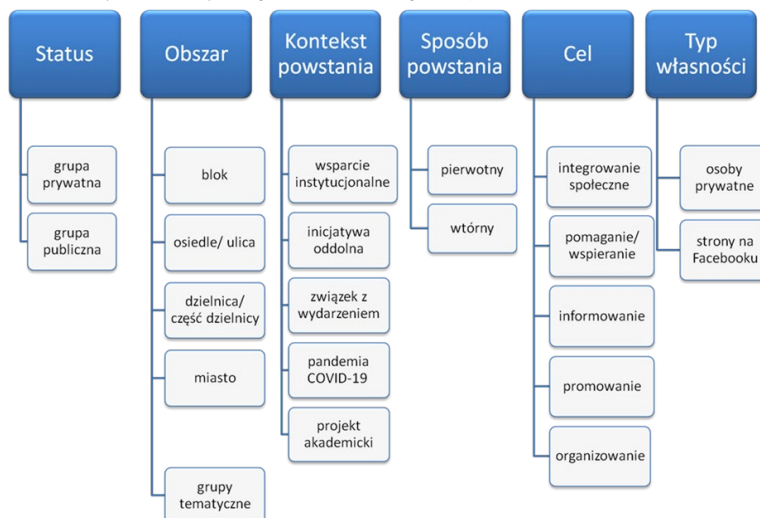 Status
Obszar
Kontekst
powstania
Sposób
powstania
Cel
Typ
własności
grupa
prywatna
grupa
publiczna
blok
osiedle/ ulica
dzielnica/
część dzielnicy
miasto
grupy
tematyczne
wsparcie
instytucjonalne
inicjatywa
oddolna
związek z
wydarzeniem
pandemia
COVID-19
projekt
akademicki
pierwotny
wtórny
integrowanie
społeczne
pomaganie/
wspieranie
informowanie
promowanie
organizowanie
osoby
prywatne
strony na
Facebooku